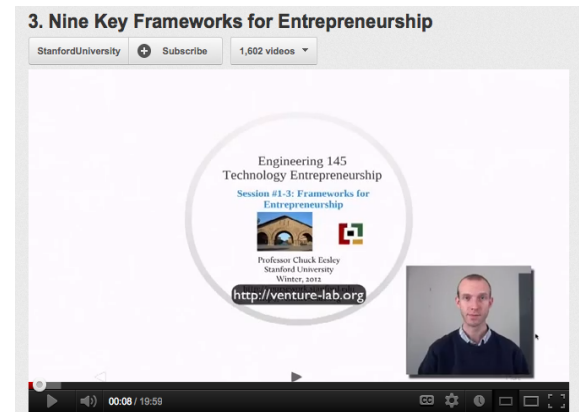 3. Nine Key Frameworks for Entrepreneurship
StanfordUniversity Subscribe 1,602 videos
Engineering 145
Technology Entrepreneurship
Session #1-3: Frameworks for
Entrepreneurship
Professor Chuck Eesley
Stanford University
Winter, 2012
http://venture-lab.org
00:08 / 19:59
CC